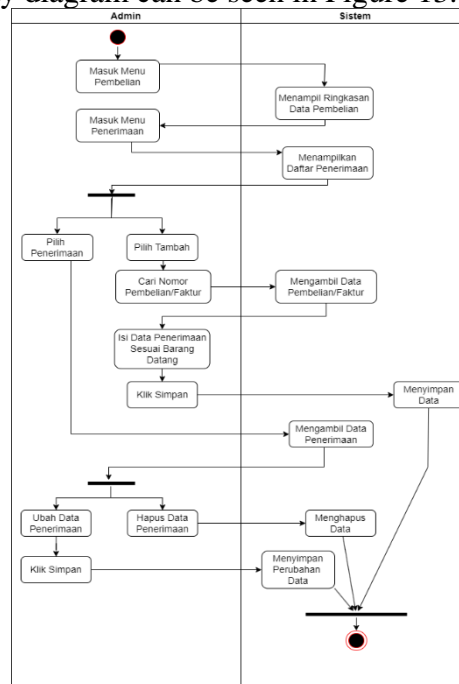 y diagram can be seen in Figure 13.
Admin
Sistem
Masuk Menu
Pembelian
Menampil Ringkasan
Data Pembelian
Masuk Menu
Penerimaan
Menampilkan
Daftar Penerimaan
Pilih
Penerimaan
Pilih Tambah
Cari Nomor
Pembelian/Faktur
Mengambil Data
Pembelian/Faktur
Isi Data Penerimaan
Sesuai Barang
Datang
Klik Simpan
Menyimpan
Data
Mengambil Data
Penerimaan
Ubah Data
Penerimaan
Hapus Data
Penerimaan
Menghapus
Data
Klik Simpan
Menyimpan
Perubahan
Data